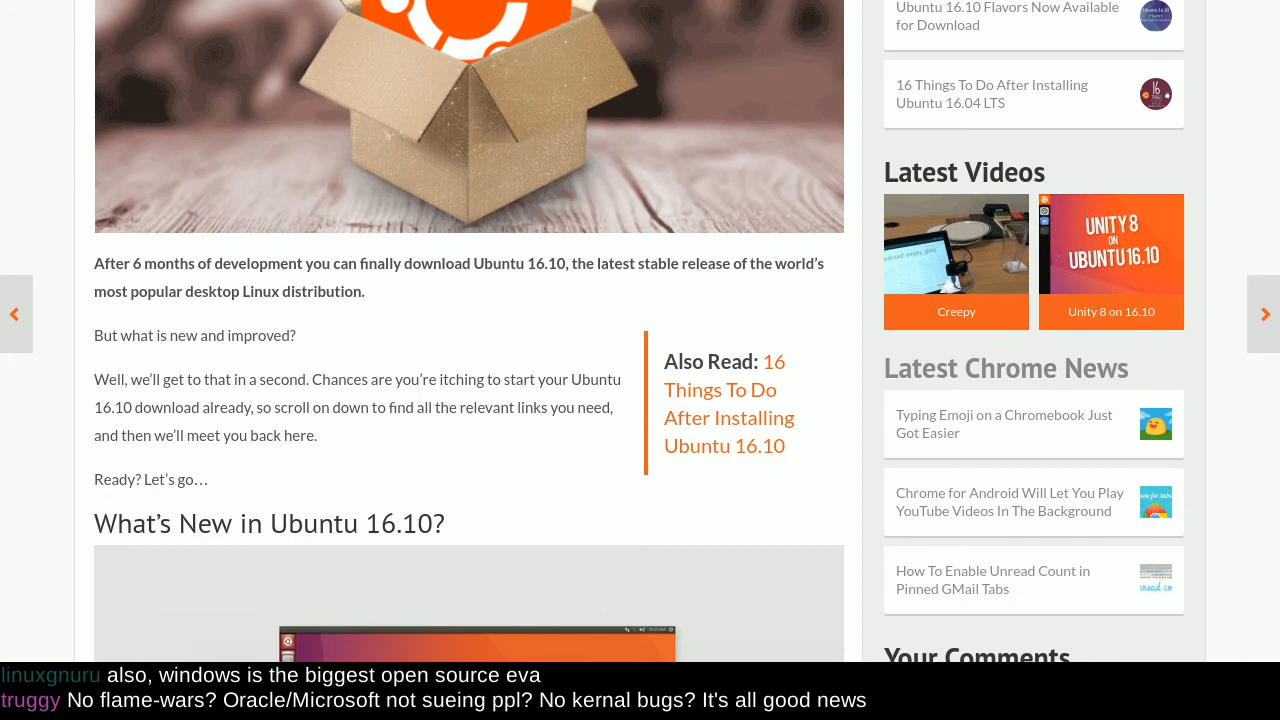 Ubuntu 16.10 Flavors Now Available
for Download
16 Things To Do After Installing
Ubuntu 16.04 LTS
Latest Videos
UNITY 8
ON
UBUNTU 16.10
Creepy
Unity 8 on 16.10
After 6 months of development you can finally download Ubuntu 16.10, the latest stable release of the world’s
most popular desktop Linux distribution.
But what is new and improved?
Well, we’ll get to that in a second. Chances are you’re itching to start your Ubuntu
16.10 download already, so scroll on down to find all the relevant links you need,
and then we’ll meet you back here.
Ready? Let’s go…
Also Read: 16
Things To Do
After Installing
Ubuntu 16.10
What’s New in Ubuntu 16.10?
Latest Chrome News
Typing Emoji on a Chromebook Just
Got Easier
Chrome for Android Will Let You Play
YouTube Videos In The Background
How To Enable Unread Count in
Pinned GMail Tabs
Your Comments
linuxgnuru also, windows is the biggest open source eva
truggy No flame-wars? Oracle/Microsoft not sueing ppl? No kernal bugs? It's all good news